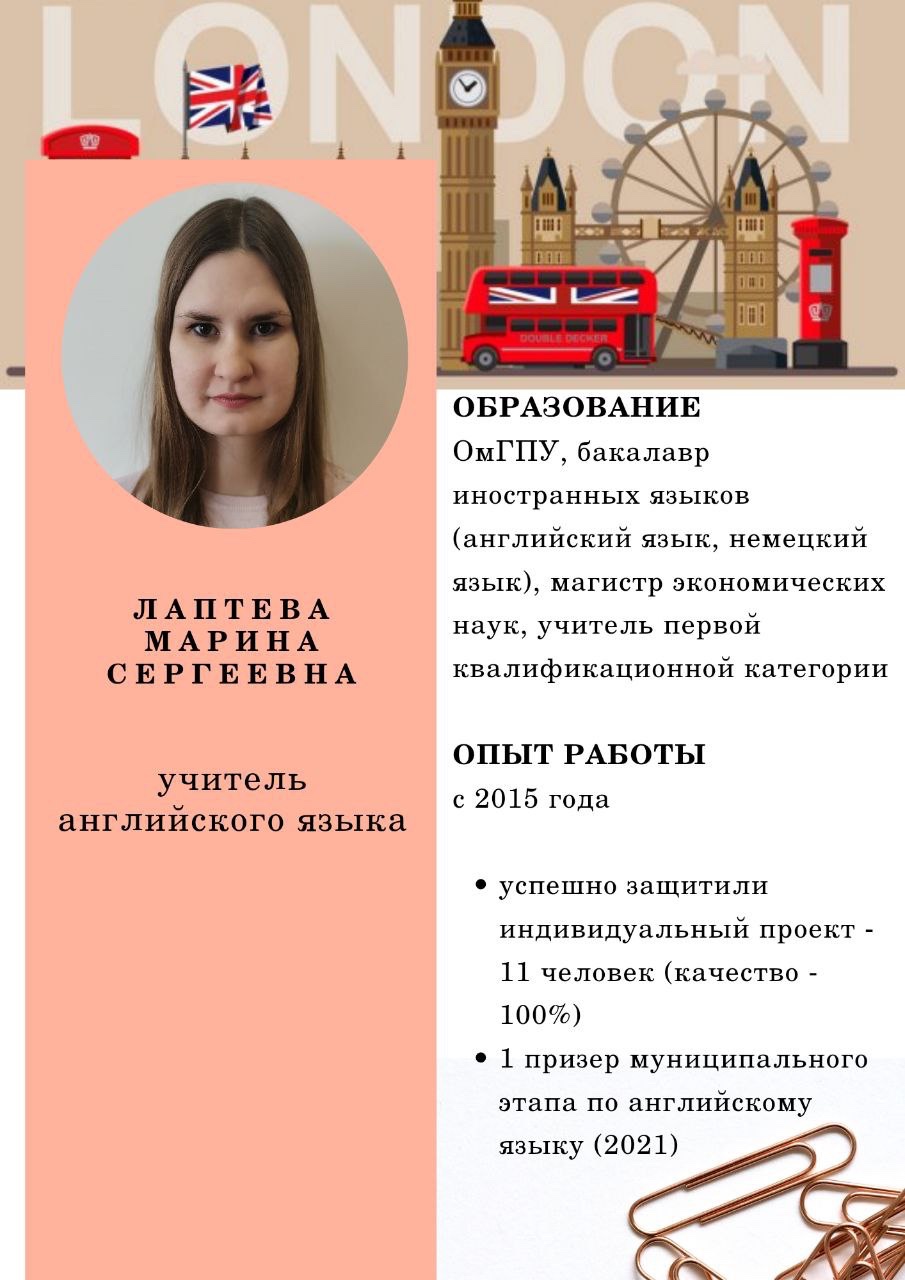 LONDON
DOUBLE DECKER
ЛАПТЕВА
МАРИНА
СЕРГЕЕВНА
учитель
английского языка
ОБРАЗОВАНИЕ
ОмГПУ, бакалавр
иностранных языков
(английский язык, немецкий
язык), магистр экономических
наук, учитель первой
квалификационной категории
ОПЫТ РАБОТЫ
с 2015 года
• успешно защитили
индивидуальный проект -
11 человек (качество -
100%)
• 1 призер муниципального
этапа по английскому
языку (2021)